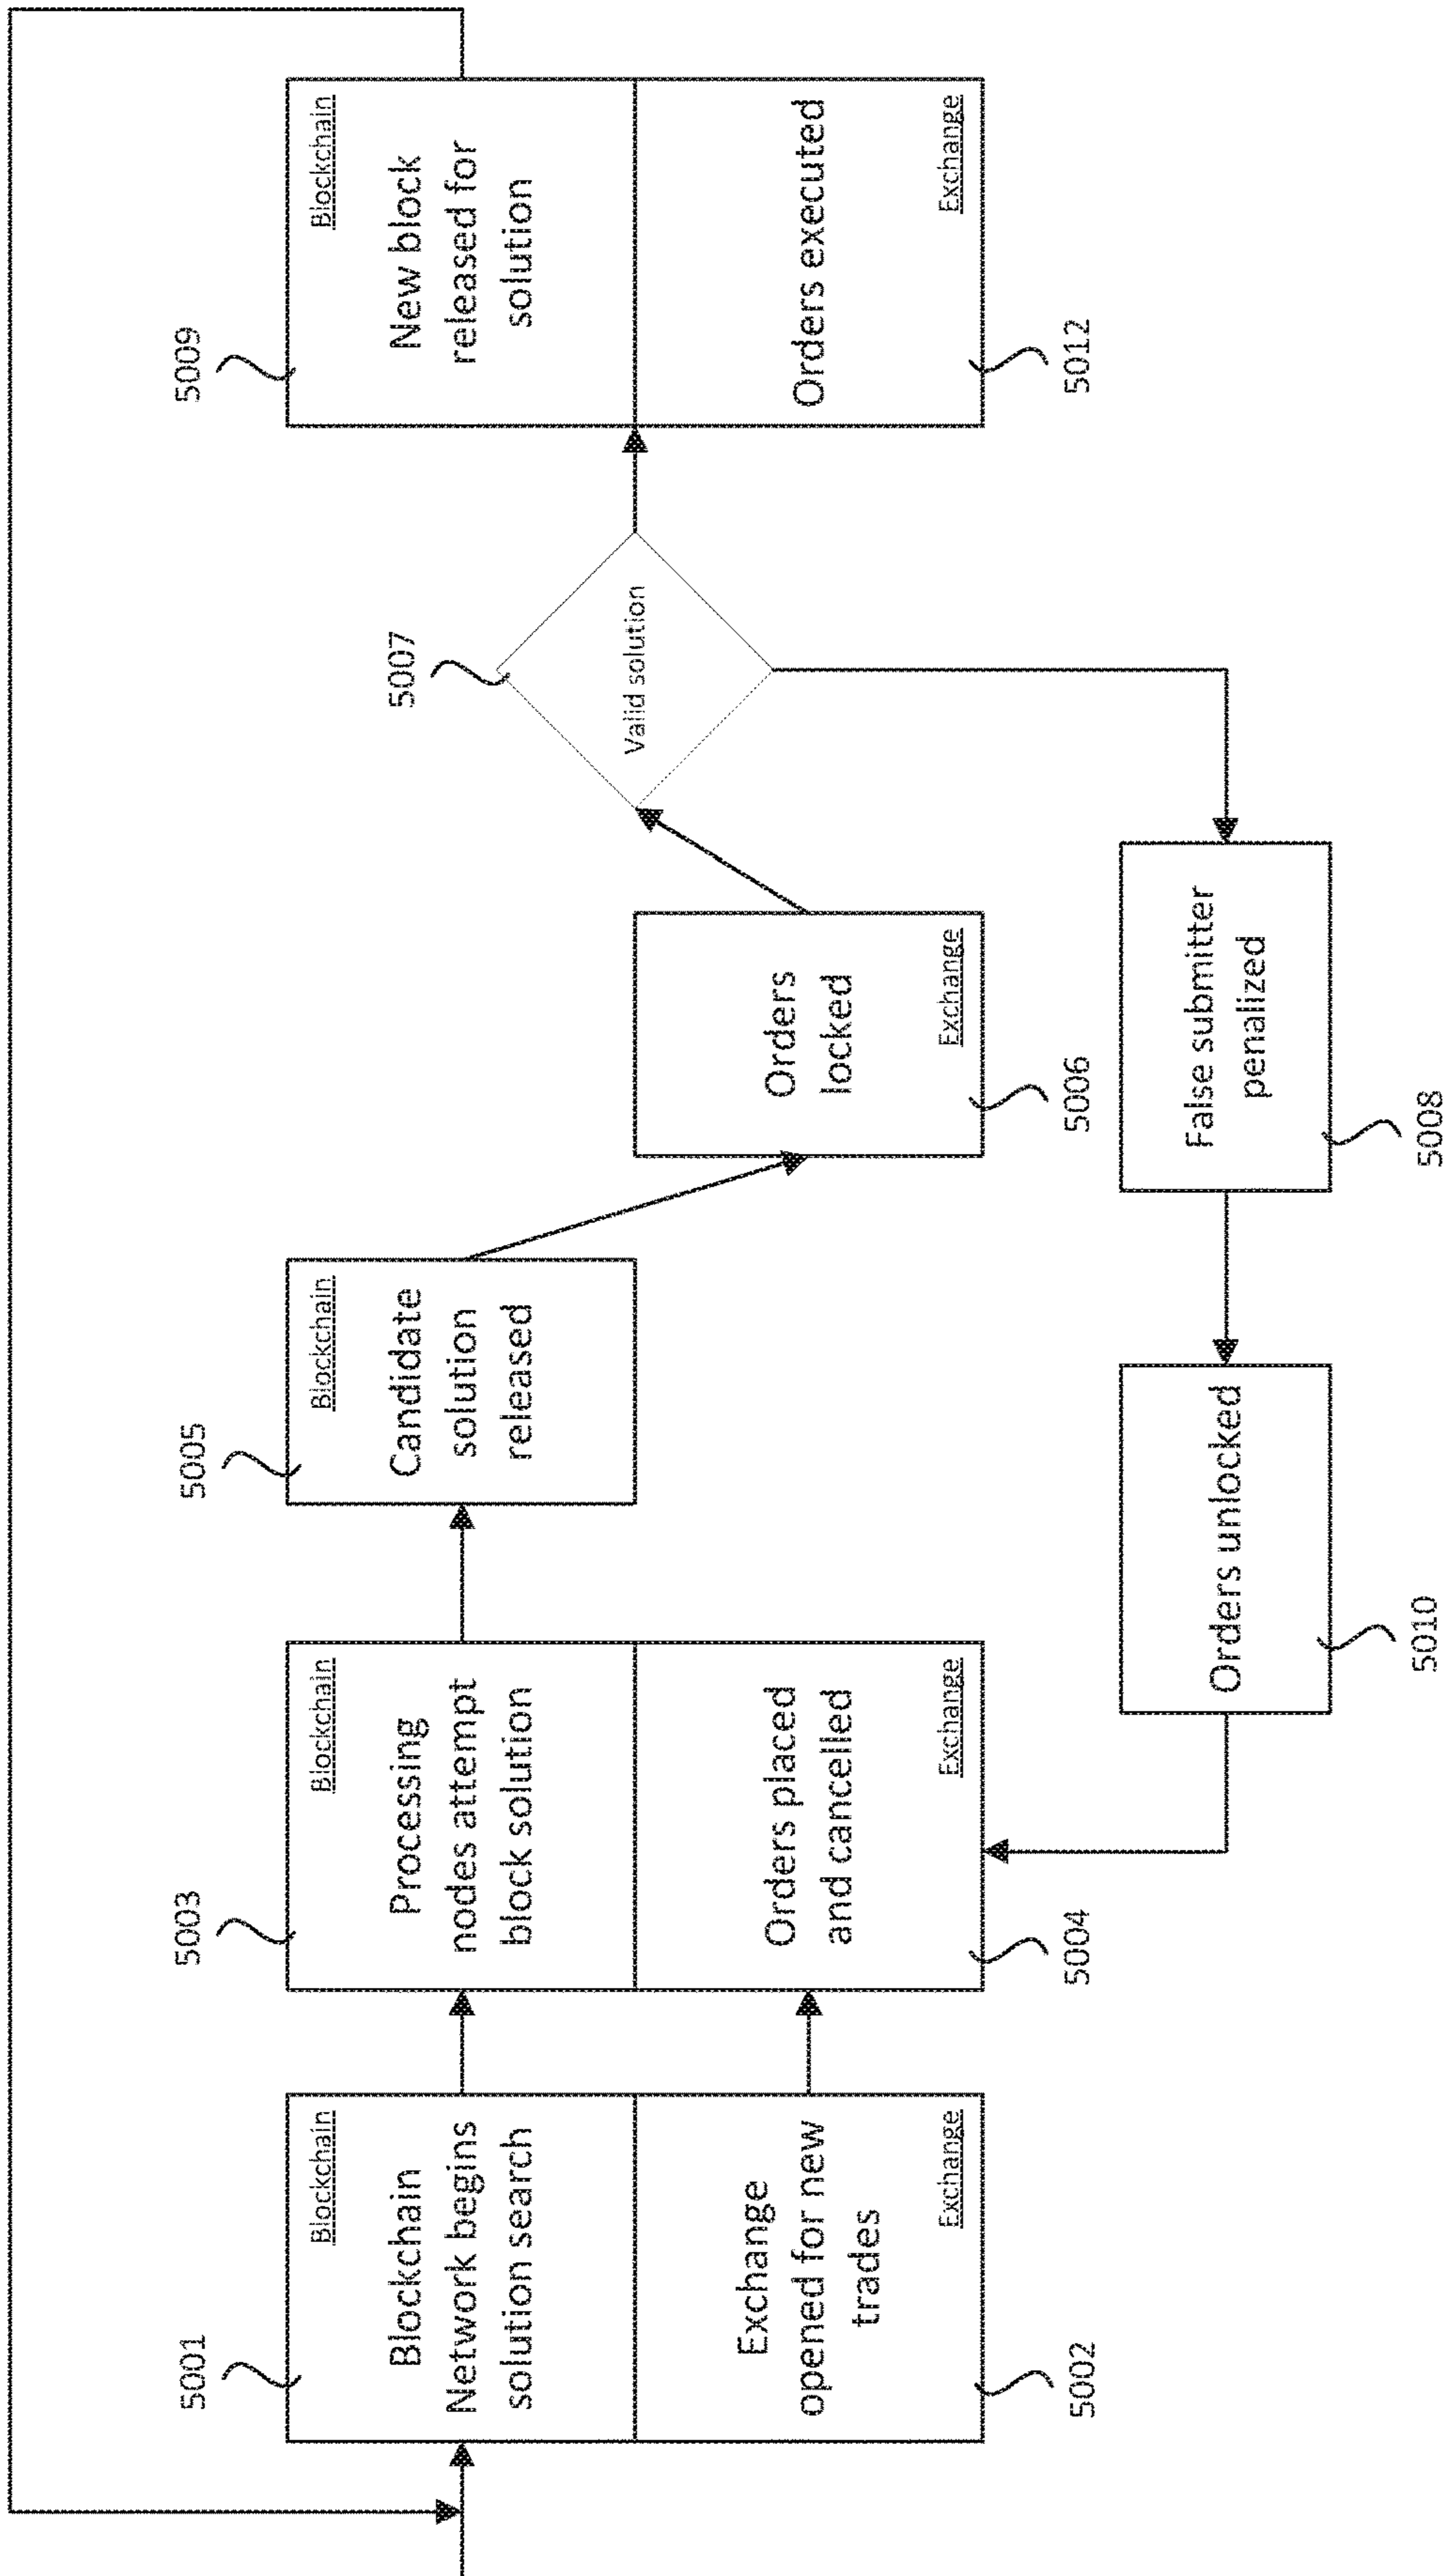 5001
Blockchain
Blockchain
Network begins
solution search
Exchange
opened for new
trades
Exchange
5002
5003
Blockchain
Processing
nodes attempt
block solution
Orders placed
and cancelled
Exchange
5004
5005
Blockchain
Candidate
solution
released
Orders
locked
Exchange
5006
5007
Valid solution
5009
Blockchain
New block
released for
solution
Orders executed
Exchange
5012
Orders unlocked
5010
False submitter
penalized
5008